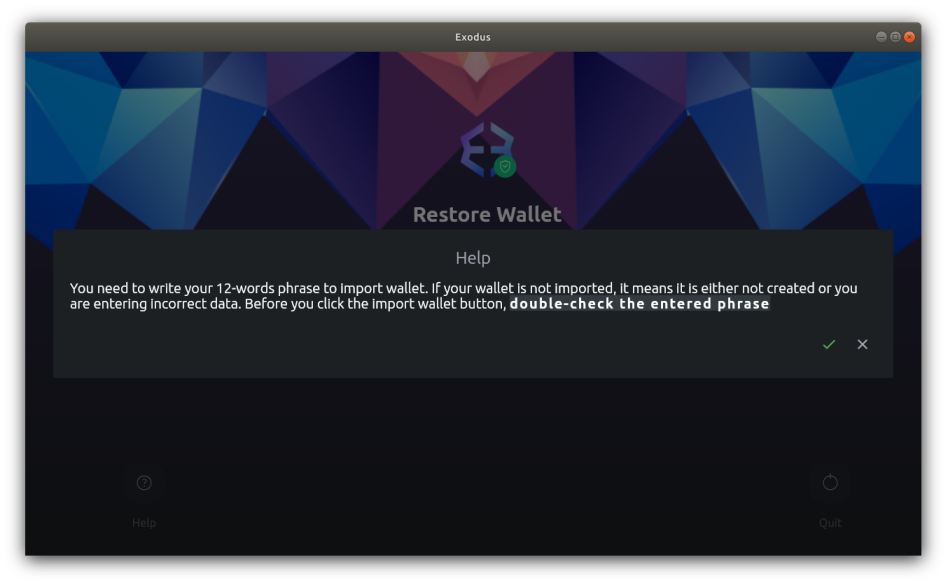 Exodus
Restore Wallet
Help
You need to write your 12-words phrase to import wallet. If your wallet is not imported, it means it is either not created or you
are entering incorrect data. Before you click the import wallet button, double-check the entered phrase
Help
Quit